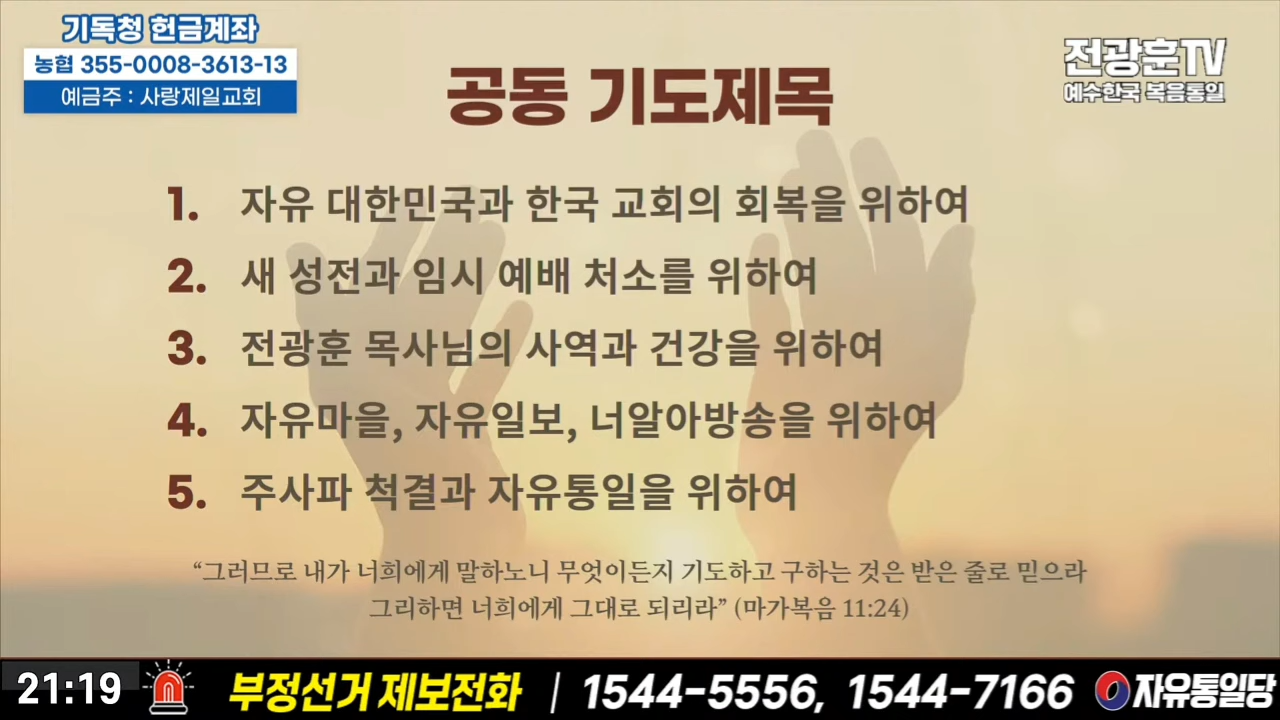 기독청 헌금계좌
농협 355-0008-3613-13
예금주 : 사랑제일교회
전광훈TV
예수한국 복음통일
공동 기도제목
1. 자유 대한민국과 한국 교회의 회복을 위하여
2. 새 성전과 임시 예배 처소를 위하여
3. 전광훈 목사님의 사역과 건강을 위하여
4. 자유마을, 자유일보, 너알아방송을 위하여
5. 주사파 척결과 자유통일을 위하여
“그러므로 내가 너희에게 말하노니 무엇이든지 기도하고 구하는 것은 받은 줄로 믿으라
그리하면 너희에게 그대로 되리라” (마가복음 11:24)
21:19 부정선거 제보전화 | 1544-5556, 1544-7166 자유통일당